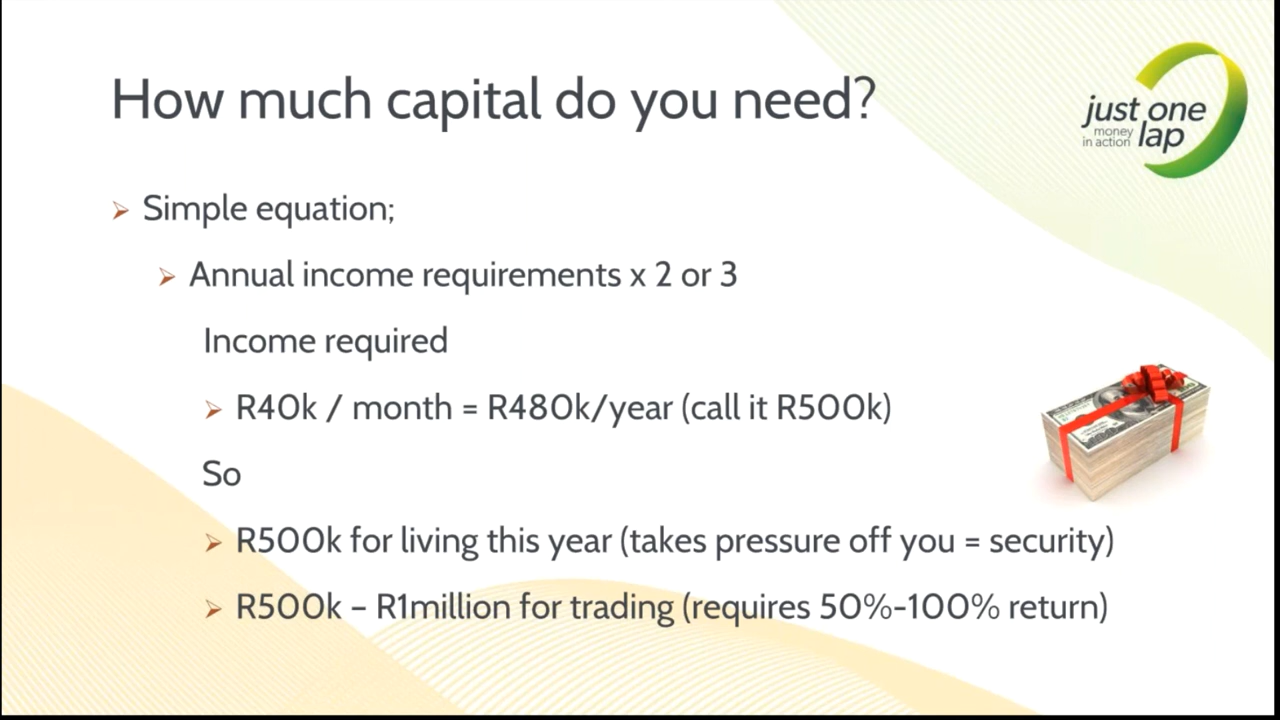 How much capital do you need?
just one
money
in action lap
Simple equation;
Annual income requirements x 2 or 3
Income required
R40k / month = R480k/year (call it R500k)
So
R500k for living this year (takes pressure off you = security)
R500k – R1million for trading (requires 50%-100% return)